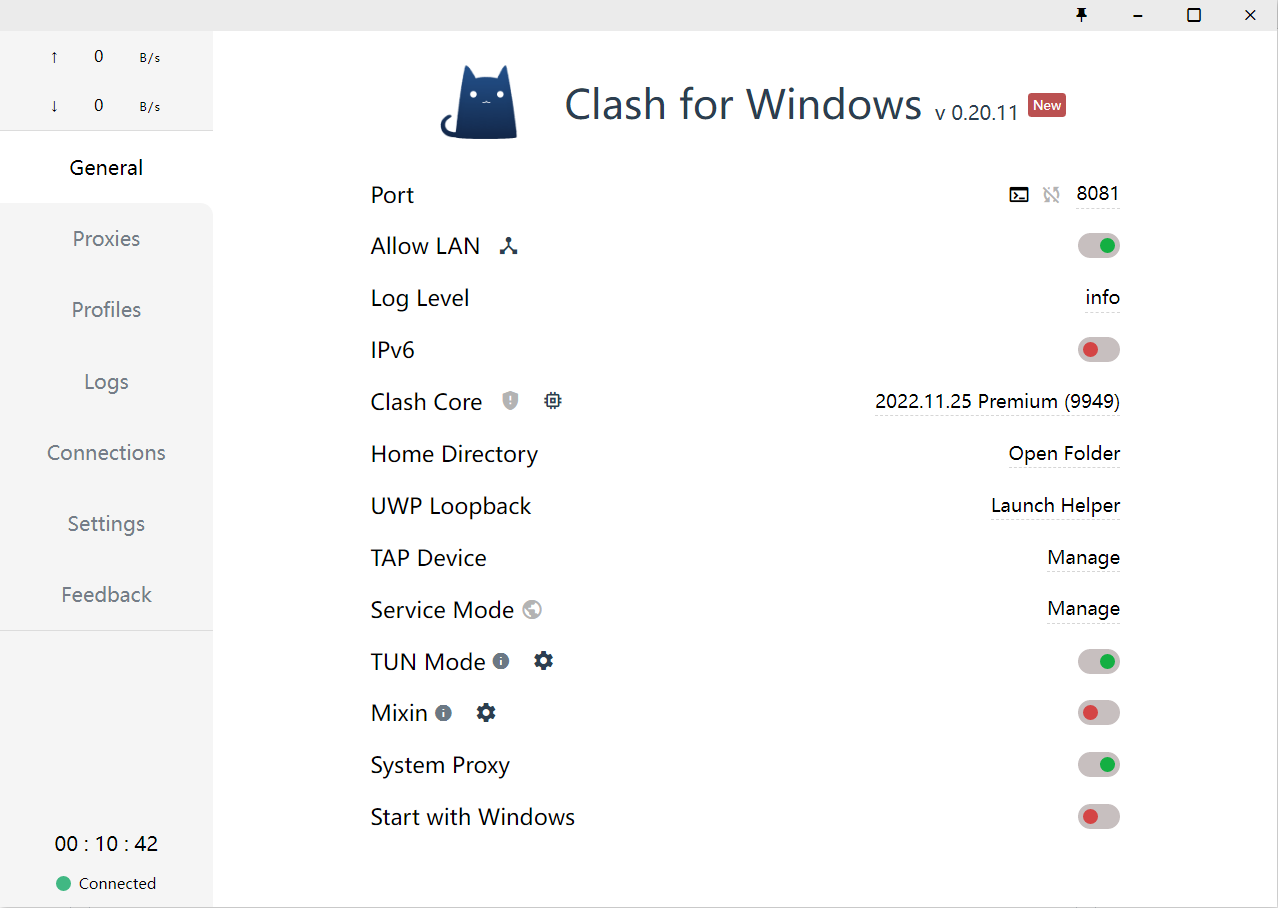 ↑ 0 B/s
↓ 0 B/s
General
Proxies
Profiles
Logs
Connections
Settings
Feedback
00 : 10 : 42
Connected
Clash for Windows v 0.20.11 New
Port 8081
Allow LAN
Log Level info
IPv6
Clash Core 2022.11.25 Premium (9949)
Home Directory Open Folder
UWP Loopback Launch Helper
TAP Device Manage
Service Mode Manage
TUN Mode
Mixin
System Proxy
Start with Windows